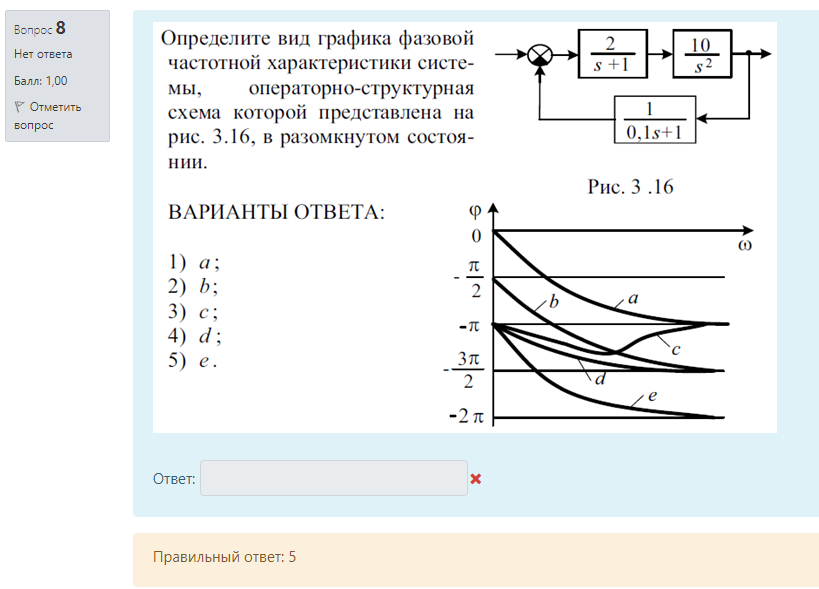 Вопрос 8
Нет ответа
Балл: 1,00
Отметить
вопрос
Определите вид графика фазовой
частотной характеристики систе-
мы, операторно-структурная
схема которой представлена на
рис. 3.16, в разомкнутом состоя-
нии.
2
s +1
10
s²
1
0,1s+1
Рис. 3 .16
ВАРИАНТЫ ОТВЕТА:
1) a;
2) b;
3) c;
4) d;
5) e.
φ
0
ω
- π/2
-π
- 3π/2
-2π
a
b
c
d
e
Ответ:
Правильный ответ: 5